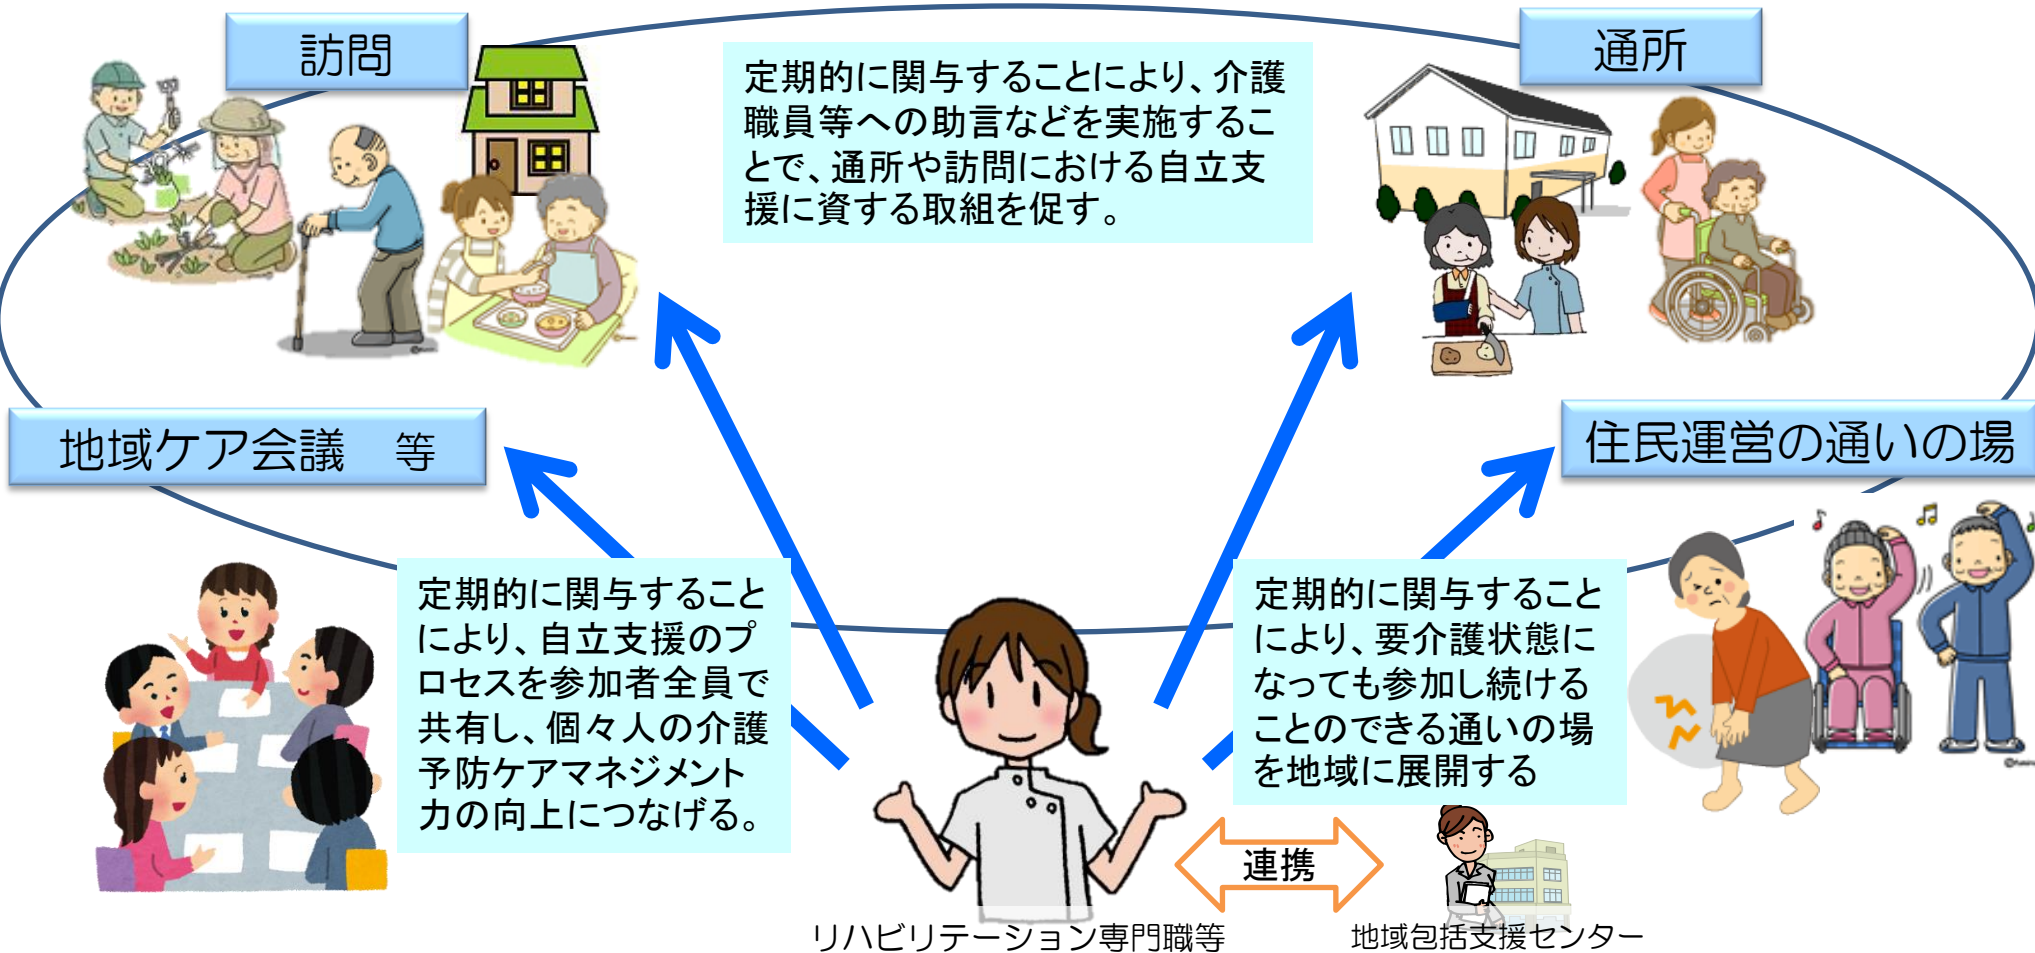 訪問
定期的に関与することにより、介護
職員等への助言などを実施するこ
とで、通所や訪問における自立支
援に資する取組を促す。
通所
地域ケア会議　等
住民運営の通いの場
定期的に関与すること
により、自立支援のプ
ロセスを参加者全員で
共有し、個々人の介護
予防ケアマネジメント
力の向上につなげる。
定期的に関与すること
により、要介護状態に
なっても参加し続ける
ことのできる通いの場
を地域に展開する
連携
リハビリテーション専門職等
地域包括支援センター